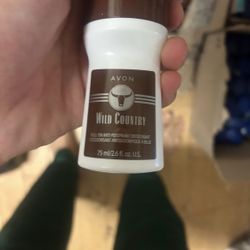 AVON
WILD COUNTRY
ROLL-ON ANTI-PERSPIRANT DEODORANT
75 ml/2.6 fl. oz. U.S.